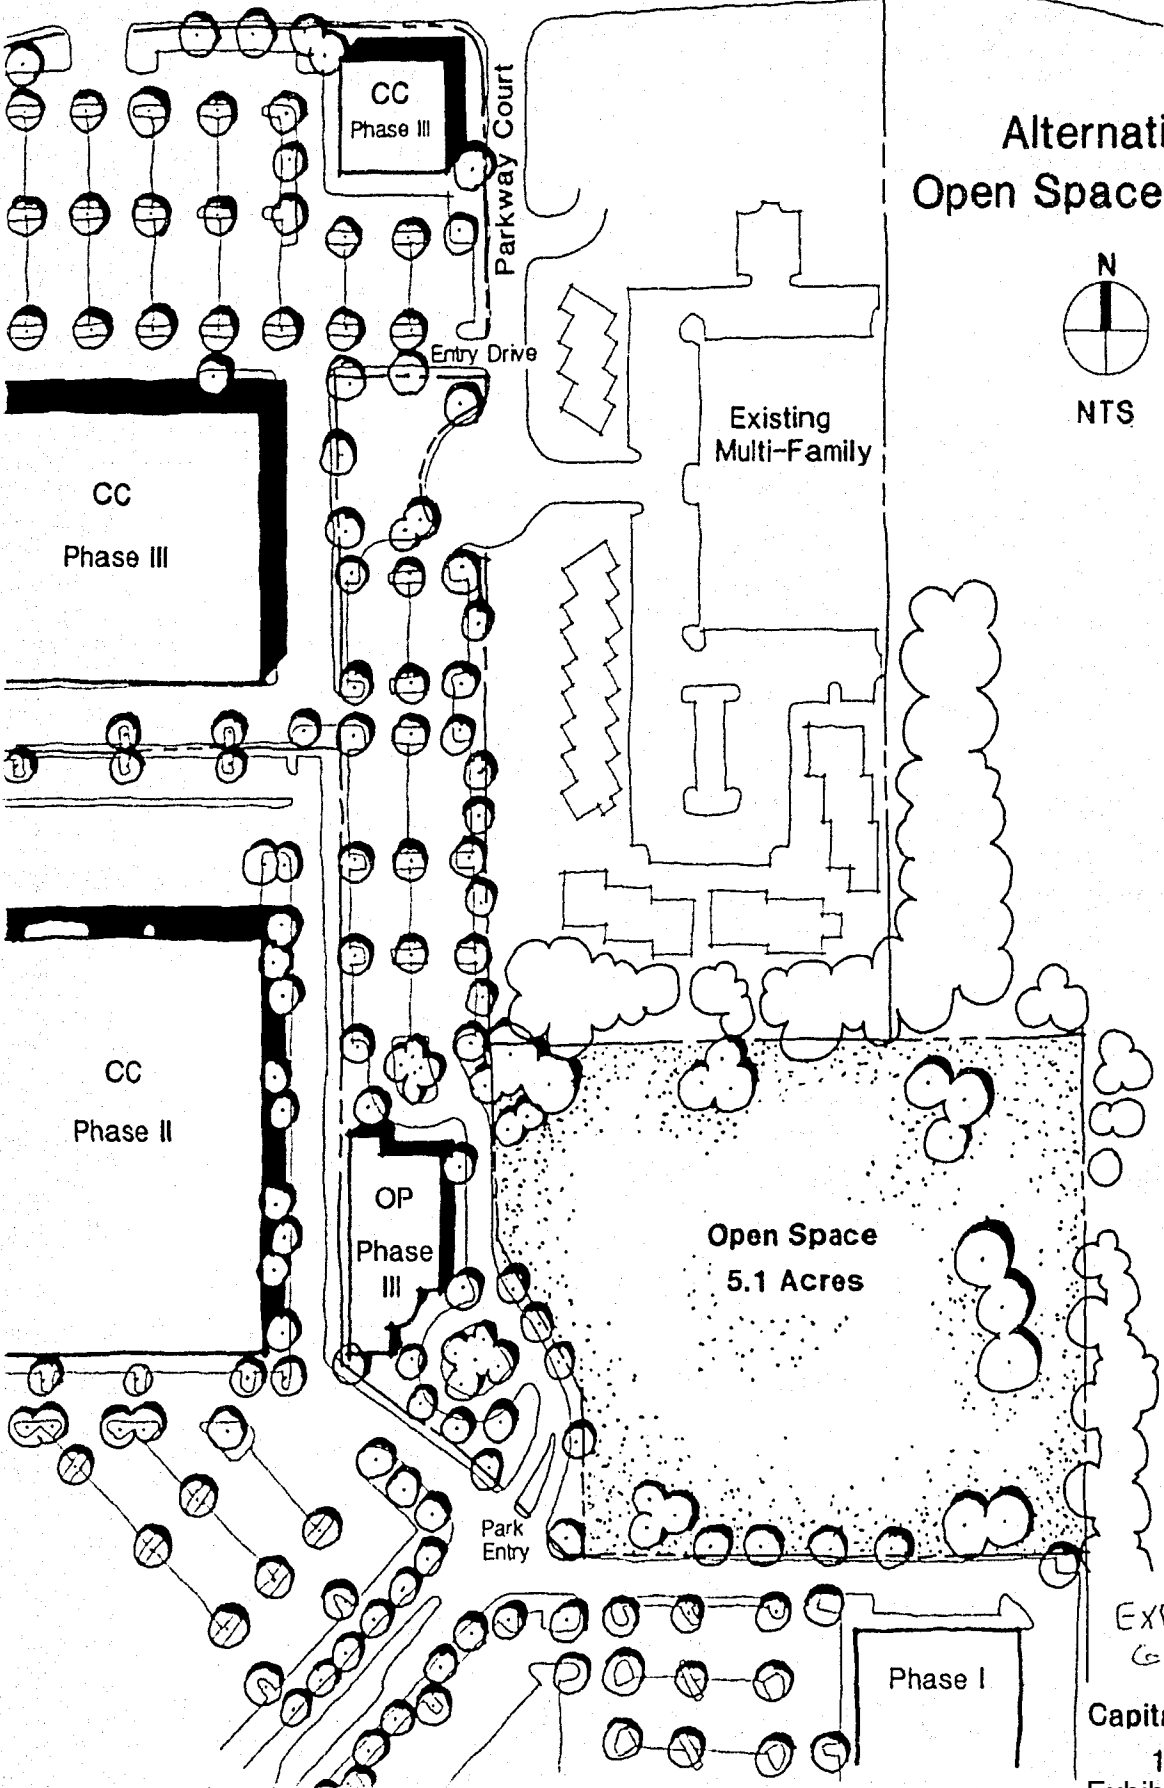 CC
Phase III
Parkway Court
Alternati
Open Space
N
NTS
Entry Drive
Existing
Multi-Family
CC
Phase III
CC
Phase II
OP
Phase
III
Open Space
5.1 Acres
Park
Entry
Phase I
Capita
1